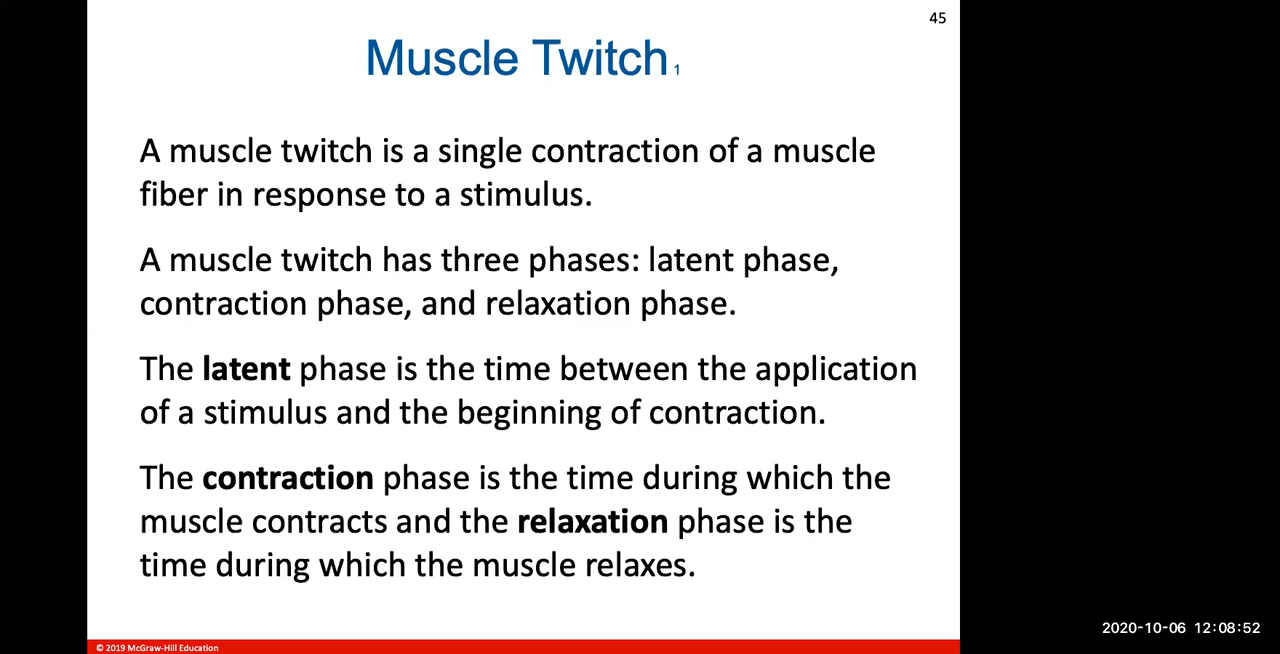 45
Muscle Twitch 1
A muscle twitch is a single contraction of a muscle
fiber in response to a stimulus.
A muscle twitch has three phases: latent phase,
contraction phase, and relaxation phase.
The latent phase is the time between the application
of a stimulus and the beginning of contraction.
The contraction phase is the time during which the
muscle contracts and the relaxation phase is the
time during which the muscle relaxes.
2020-10-06 12:08:52
© 2019 McGraw-Hill Education